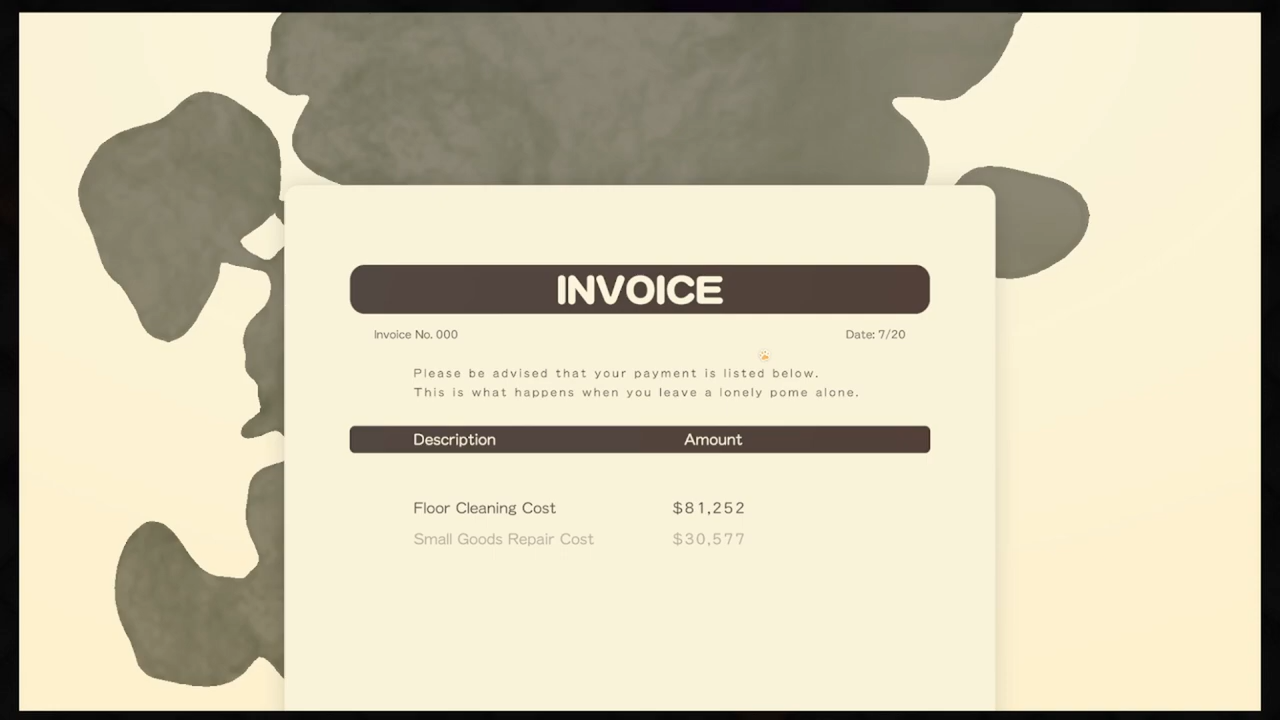 INVOICE
Invoice No. 000 Date: 7/20
Please be advised that your payment is listed below.
This is what happens when you leave a lonely pome alone.
Description Amount
Floor Cleaning Cost $81,252
Small Goods Repair Cost $30,577